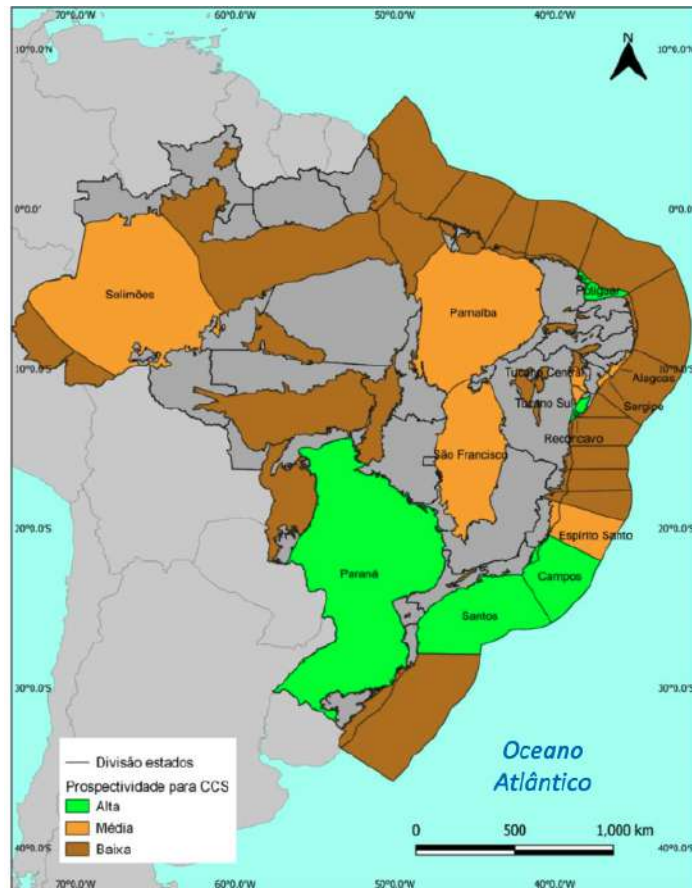 70°0.0'W 60°0.0'W 50°0.0'W 40°0.0'W
10°0.0'N 10°6.0'N
N
0°0.0' 0°0.0'S
Solimões
Parnaíba
Potiguar
10°0.0'S 10°0.0'S
Tucano Central
Alagoas
Tucano Sul
Sergipe
Recôncavo
São Francisco
20°0.0'S 20°0.0'S
Espírito Santo
Paraná
Campos
Santos
30°0.0'S 30°0.0'S
Oceano
Atlântico
Divisão estados
Prospectividade para CCS
Alta
Média
Baixa
0 500 1,000 km
40°0.0'S 40°0.0'S
70°0.0'W 60°0.0'W 50°0.0'W 40°0.0'W